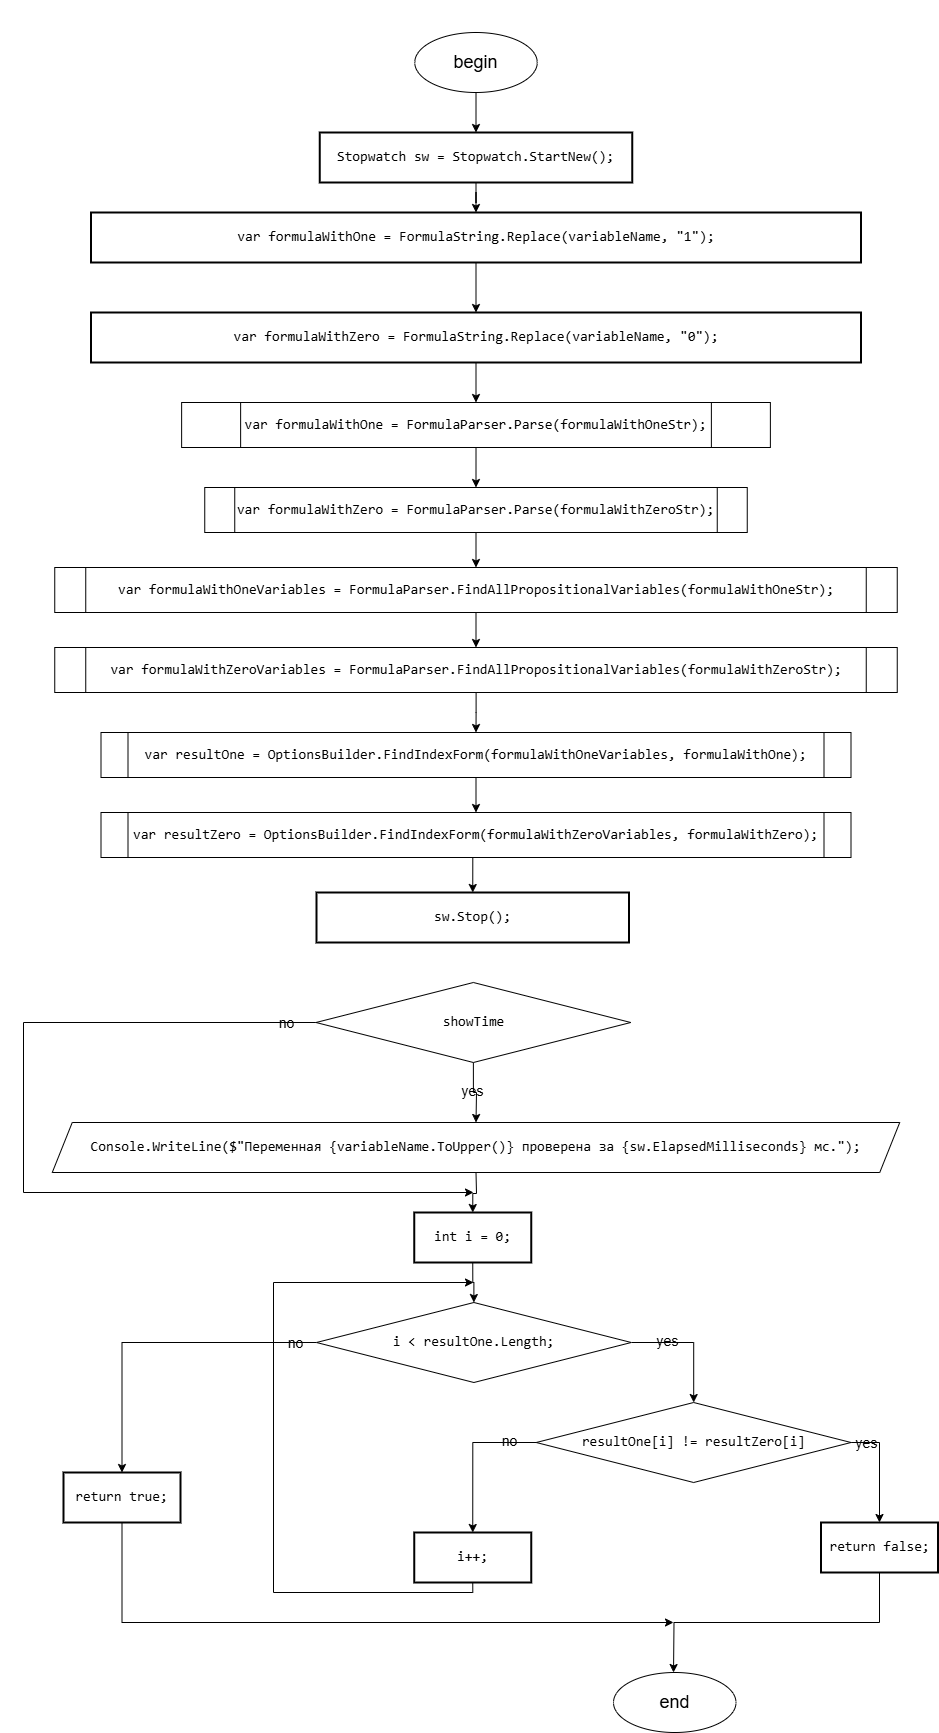 begin
Stopwatch sw = Stopwatch.StartNew();
var formulaWithOne = FormulaString.Replace(variableName, "1");
var formulaWithZero = FormulaString.Replace(variableName, "0");
var formulaWithOne = FormulaParser.Parse(formulaWithOneStr);
var formulaWithZero = FormulaParser.Parse(formulaWithZeroStr);
var formulaWithOneVariables = FormulaParser.FindAllPropositionalVariables(formulaWithOneStr);
var formulaWithZeroVariables = FormulaParser.FindAllPropositionalVariables(formulaWithZeroStr);
var resultOne = OptionsBuilder.FindIndexForm(formulaWithOneVariables, formulaWithOne);
var resultZero = OptionsBuilder.FindIndexForm(formulaWithZeroVariables, formulaWithZero);
sw.Stop();
showTime
no
yes
Console.WriteLine($"Переменная {variableName.ToUpper()} проверена за {sw.ElapsedMilliseconds} мс.");
int i = 0;
i < resultOne.Length;
no
yes
resultOne[i] != resultZero[i]
no
yes
return true;
i++;
return false;
end